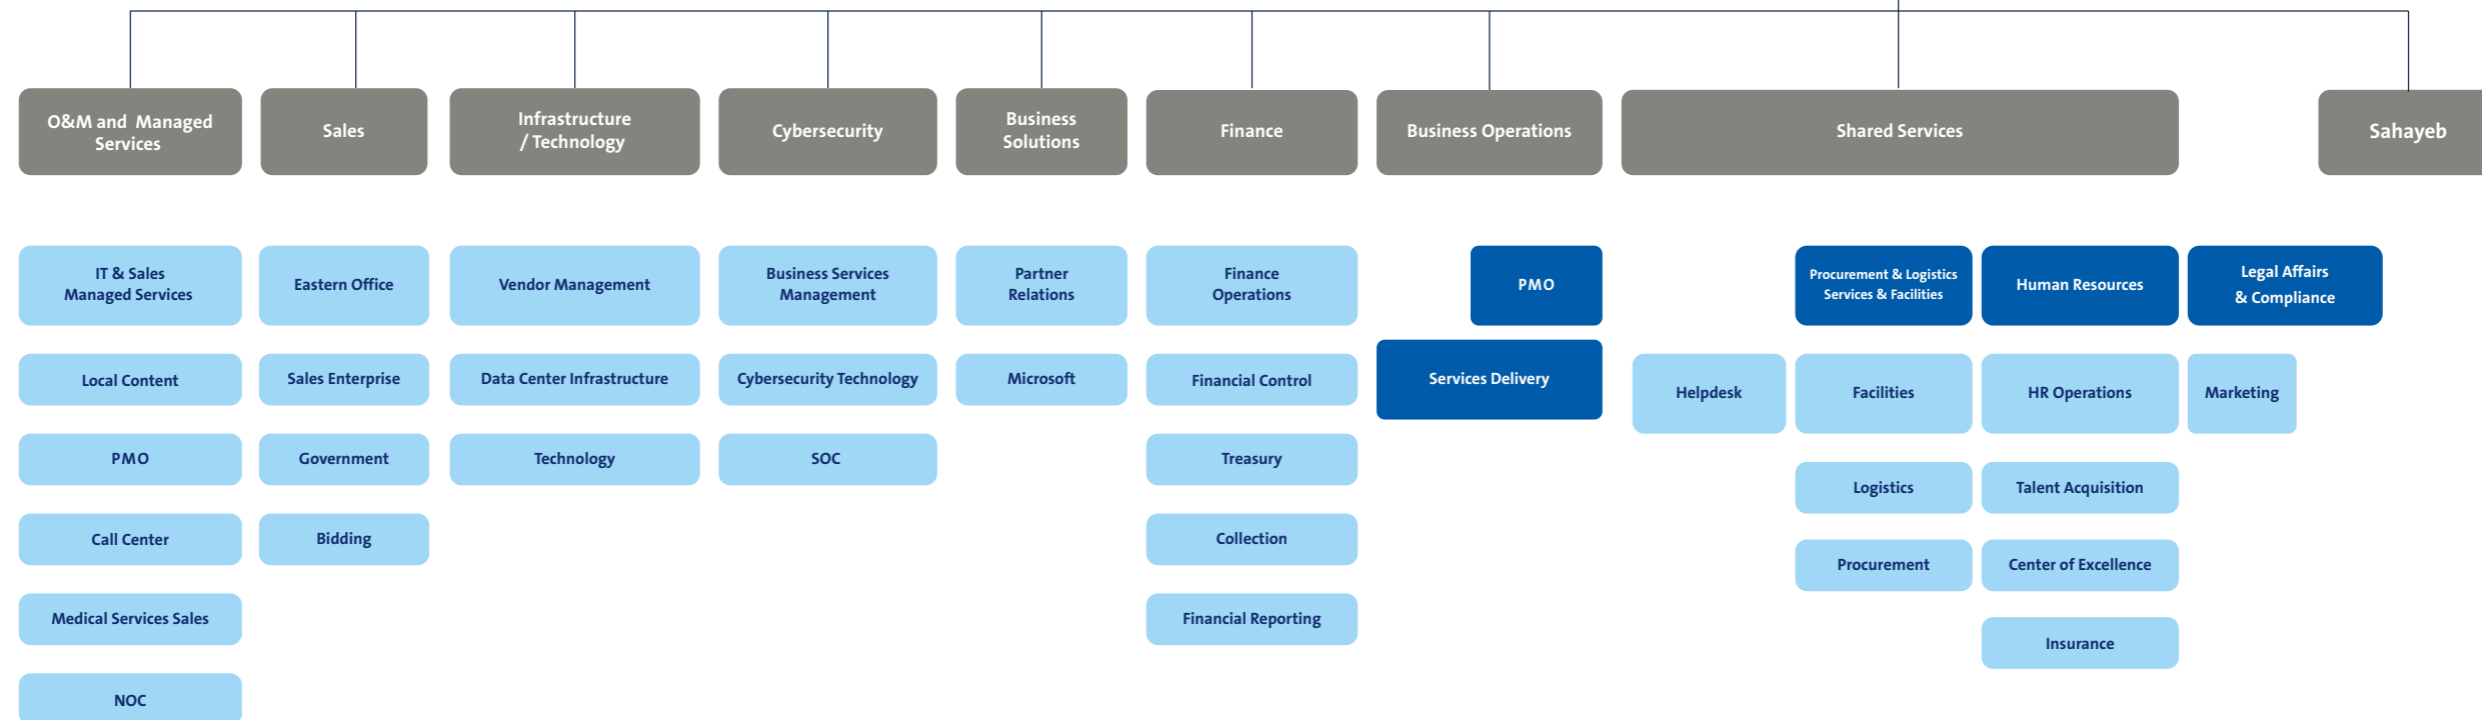 O&M and Managed
Services
Sales
Infrastructure
/ Technology
Cybersecurity
Business
Solutions
Finance
Business Operations
Shared Services
Sahayeb
IT & Sales
Managed Services
Eastern Office
Vendor Management
Business Services
Management
Partner
Relations
Finance
Operations
PMO
Procurement & Logistics
Services & Facilities
Human Resources
Legal Affairs
& Compliance
Local Content
Sales Enterprise
Data Center Infrastructure
Cybersecurity Technology
Microsoft
Financial Control
Services Delivery
Helpdesk
Facilities
HR Operations
Marketing
PMO
Government
Technology
SOC
Treasury
Logistics
Talent Acquisition
Call Center
Bidding
Collection
Procurement
Center of Excellence
Medical Services Sales
Financial Reporting
Insurance
NOC